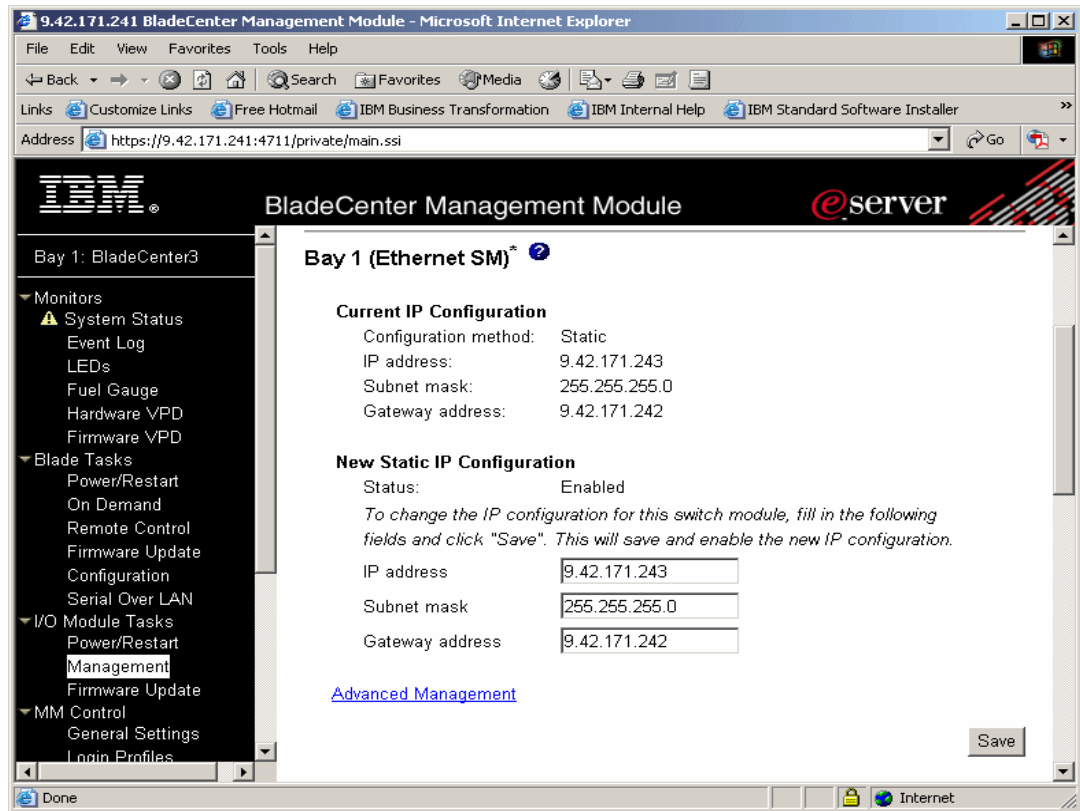 9.42.171.241 BladeCenter Management Module - Microsoft Internet Explorer
File Edit View Favorites Tools Help
Back Search Favorites Media
Links Customize Links Free Hotmail IBM Business Transformation IBM Internal Help IBM Standard Software Installer »
Address https://9.42.171.241:4711/private/main.ssi Go
IBM® BladeCenter Management Module eserver
Bay 1: BladeCenter3
Monitors
System Status
Event Log
LEDs
Fuel Gauge
Hardware VPD
Firmware VPD
Blade Tasks
Power/Restart
On Demand
Remote Control
Firmware Update
Configuration
Serial Over LAN
I/O Module Tasks
Power/Restart
Management
Firmware Update
MM Control
General Settings
Login Profiles
Bay 1 (Ethernet SM)* ?
Current IP Configuration
Configuration method: Static
IP address: 9.42.171.243
Subnet mask: 255.255.255.0
Gateway address: 9.42.171.242
New Static IP Configuration
Status: Enabled
To change the IP configuration for this switch module, fill in the following
fields and click "Save". This will save and enable the new IP configuration.
IP address 9.42.171.243
Subnet mask 255.255.255.0
Gateway address 9.42.171.242
Advanced Management
Save
Done Internet